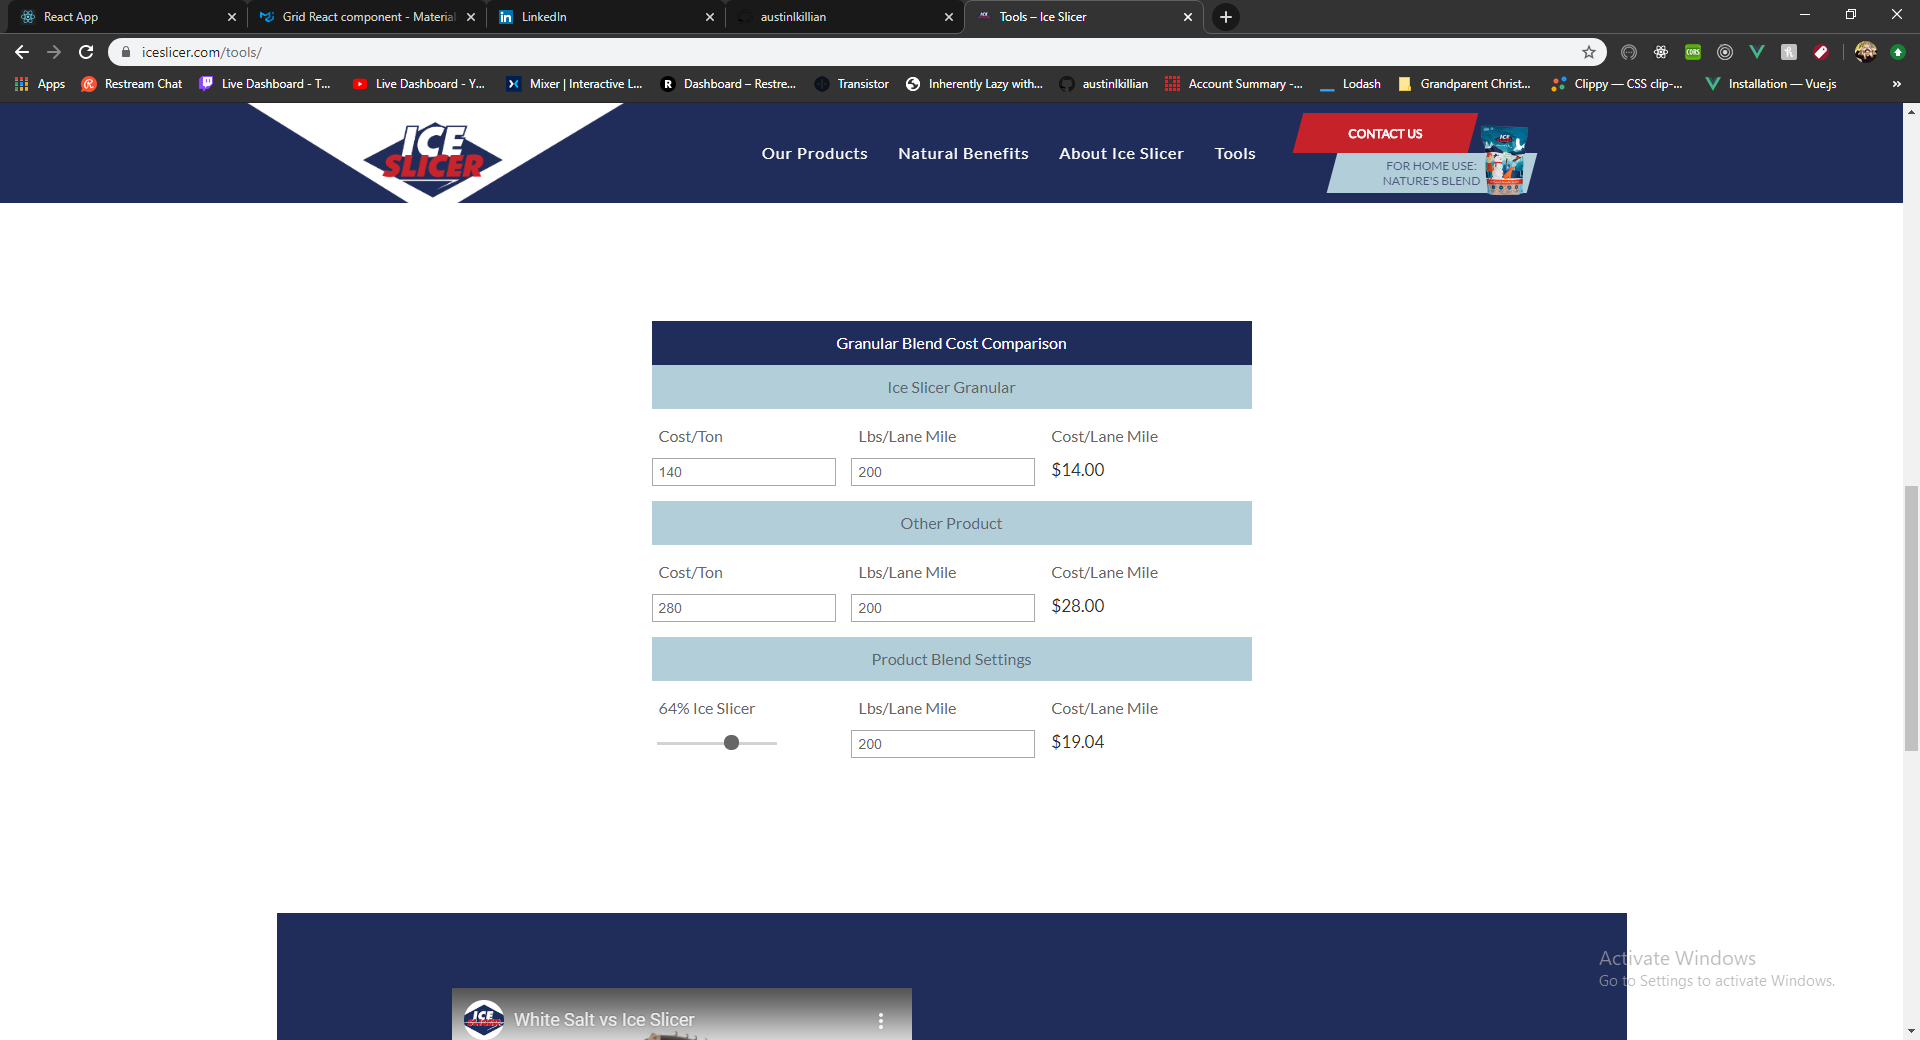 React App
Grid React component - Material
LinkedIn
austinlkillian
Tools – Ice Slicer
iceslicer.com/tools/
CORS
Apps
Restream Chat
Live Dashboard - T...
Live Dashboard - Y...
Mixer | Interactive L...
R
Dashboard – Restre...
Transistor
Inherently Lazy with...
austinlkillian
Account Summary -...
Lodash
Grandparent Christ...
Clippy — CSS clip-...
Installation — Vue.js
»
ICE
SLICER
Our Products
Natural Benefits
About Ice Slicer
Tools
CONTACT US
FOR HOME USE:
NATURE'S BLEND
Granular Blend Cost Comparison
Ice Slicer Granular
Cost/Ton Lbs/Lane Mile Cost/Lane Mile
140 200 $14.00
Other Product
Cost/Ton Lbs/Lane Mile Cost/Lane Mile
280 200 $28.00
Product Blend Settings
64% Ice Slicer Lbs/Lane Mile Cost/Lane Mile
200 $19.04
ICE
SLICER
White Salt vs Ice Slicer
Activate Windows
Go to Settings to activate Windows.